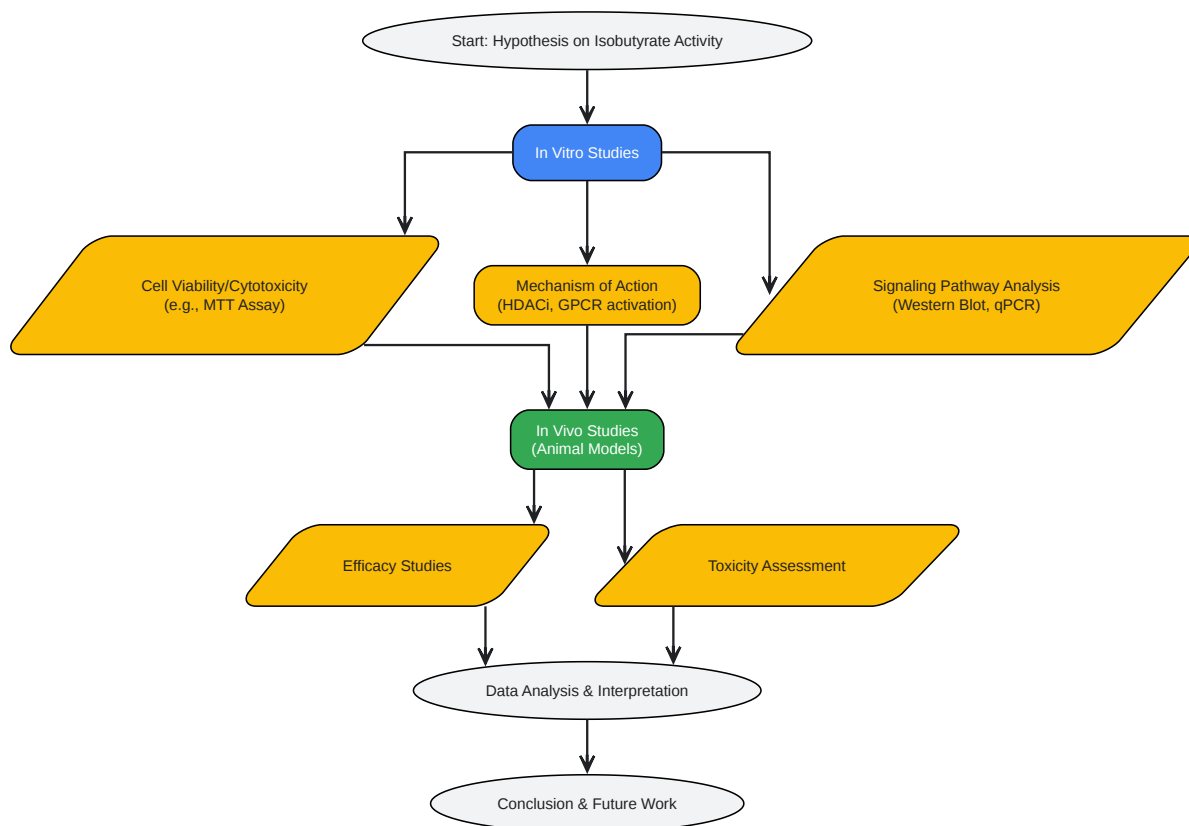 Start: Hypothesis on Isobutyrate Activity
In Vitro Studies
Cell Viability/Cytotoxicity
(e.g., MTT Assay)
Mechanism of Action
(HDACi, GPCR activation)
Signaling Pathway Analysis
(Western Blot, qPCR)
In Vivo Studies
(Animal Models)
Efficacy Studies
Toxicity Assessment
Data Analysis & Interpretation
Conclusion & Future Work